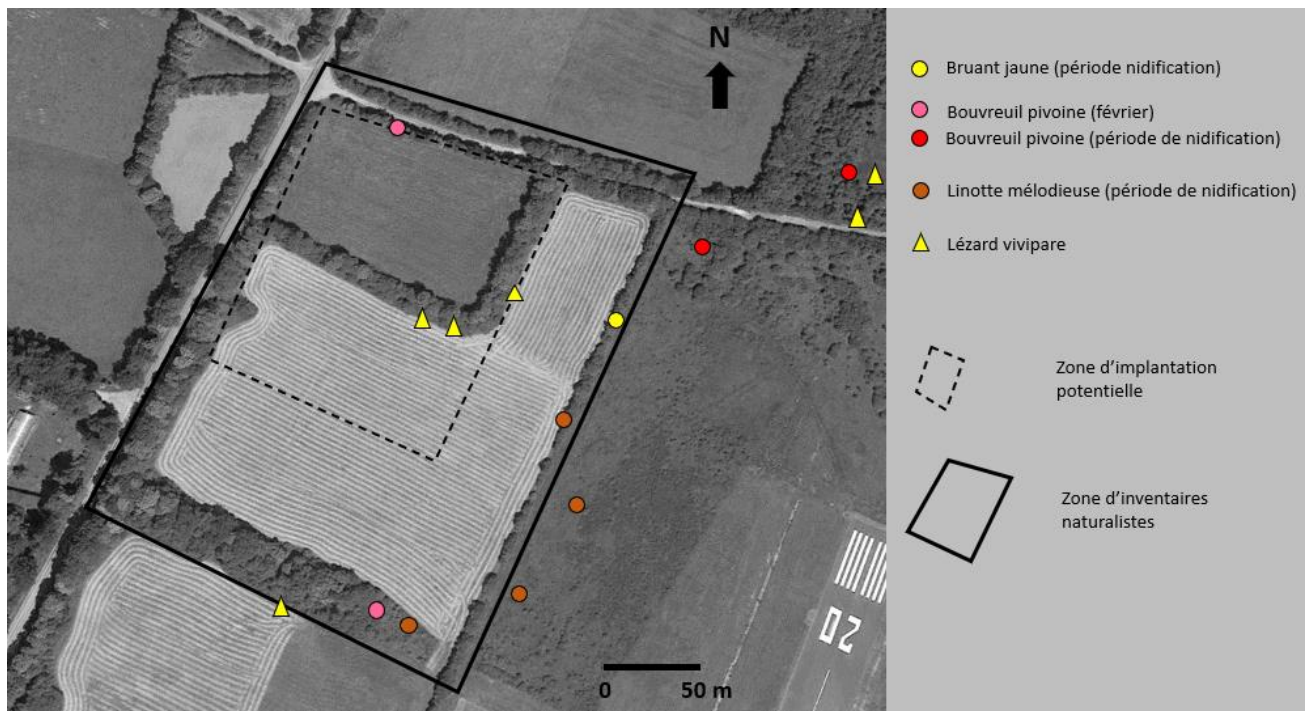 N
0 50 m
02
Bruant jaune (période nidification)
Bouvreuil pivoine (février)
Bouvreuil pivoine (période de nidification)
Linotte mélodieuse (période de nidification)
Lézard vivipare
Zone d'implantation
potentielle
Zone d'inventaires
naturalistes